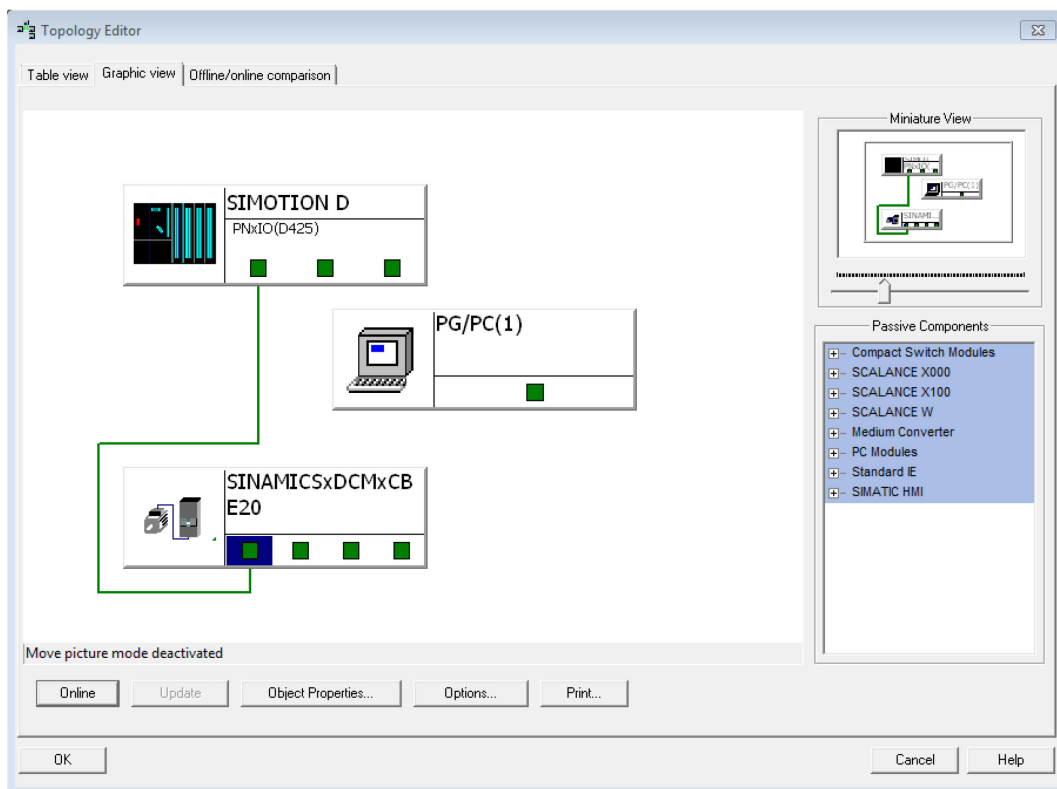 Topology Editor
Table view
Graphic view
Offline/online comparison
SIMOTION D
PNxIO(D425)
PG/PC(1)
SINAMICSxDCMxCB
E20
Move picture mode deactivated
Miniature View
PG/PC(1)
SINAMI...
Passive Components
Compact Switch Modules
SCALANCE X000
SCALANCE X100
SCALANCE W
Medium Converter
PC Modules
Standard IE
SIMATIC HMI
Online
Update
Object Properties...
Options...
Print...
OK
Cancel
Help